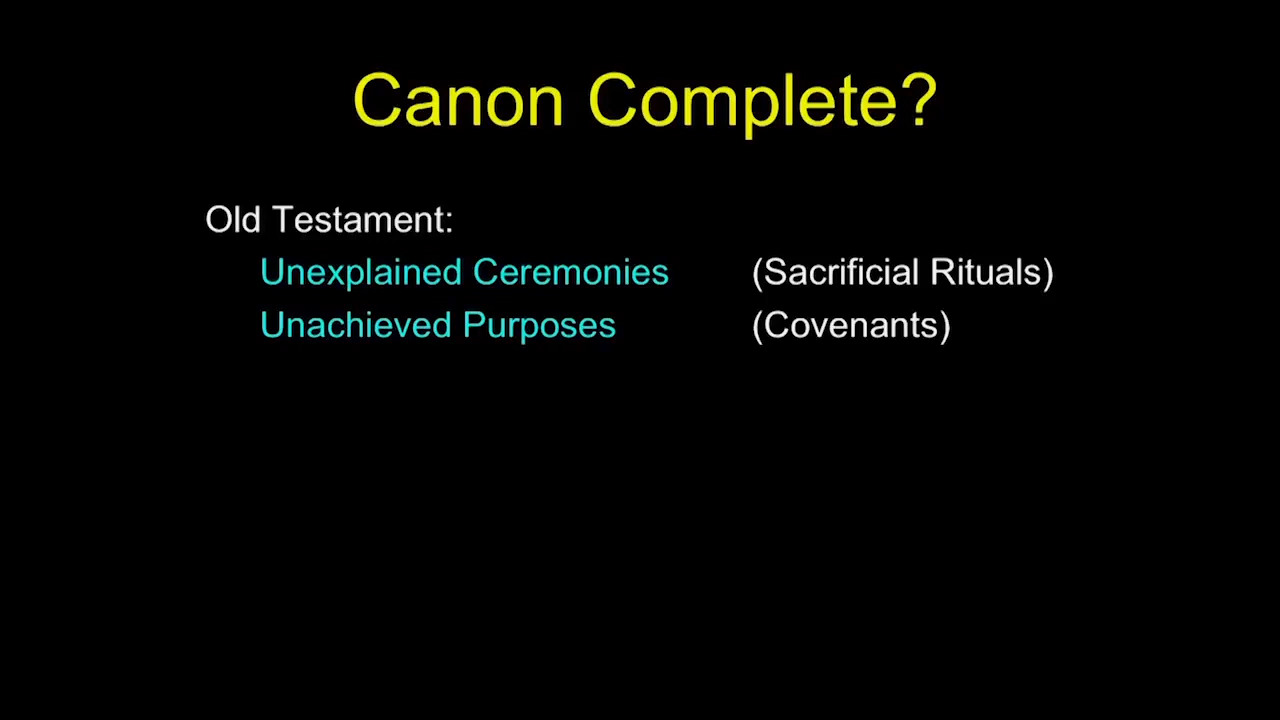 Canon Complete?
Old Testament:
Unexplained Ceremonies (Sacrificial Rituals)
Unachieved Purposes (Covenants)